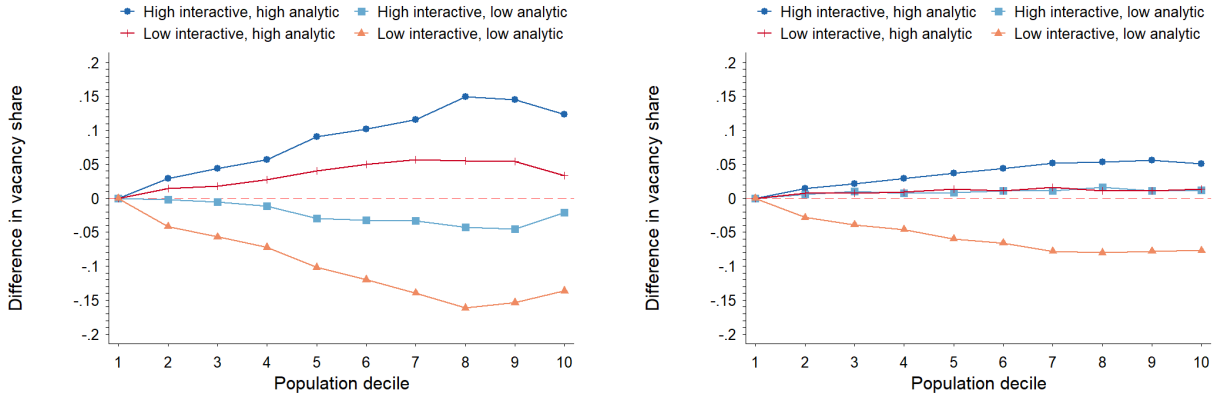 High interactive, high analytic
High interactive, low analytic
Low interactive, high analytic
Low interactive, low analytic
Difference in vacancy share
.2
.15
.1
.05
0
-.05
-.1
-.15
-.2
1 2 3 4 5 6 7 8 9 10
Population decile
High interactive, high analytic
High interactive, low analytic
Low interactive, high analytic
Low interactive, low analytic
Difference in vacancy share
.2
.15
.1
.05
0
-.05
-.1
-.15
-.2
1 2 3 4 5 6 7 8 9 10
Population decile